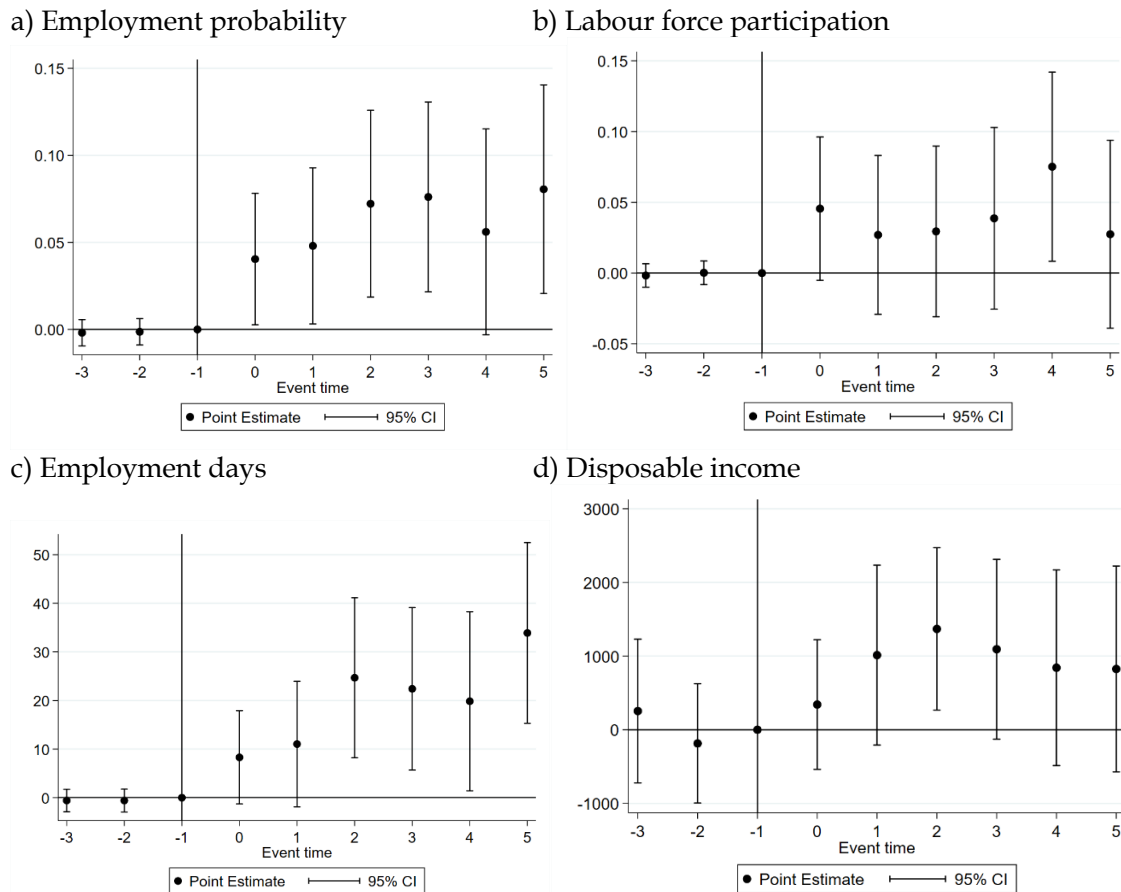 a) Employment probability
0.15
0.10
0.05
0.00
-3 -2 -1 0 1 2 3 4 5
Event time
Point Estimate 95% CI
b) Labour force participation
0.15
0.10
0.05
0.00
-0.05
-3 -2 -1 0 1 2 3 4 5
Event time
Point Estimate 95% CI
c) Employment days
50
40
30
20
10
0
-3 -2 -1 0 1 2 3 4 5
Event time
Point Estimate 95% CI
d) Disposable income
3000
2000
1000
0
-1000
-3 -2 -1 0 1 2 3 4 5
Event time
Point Estimate 95% CI